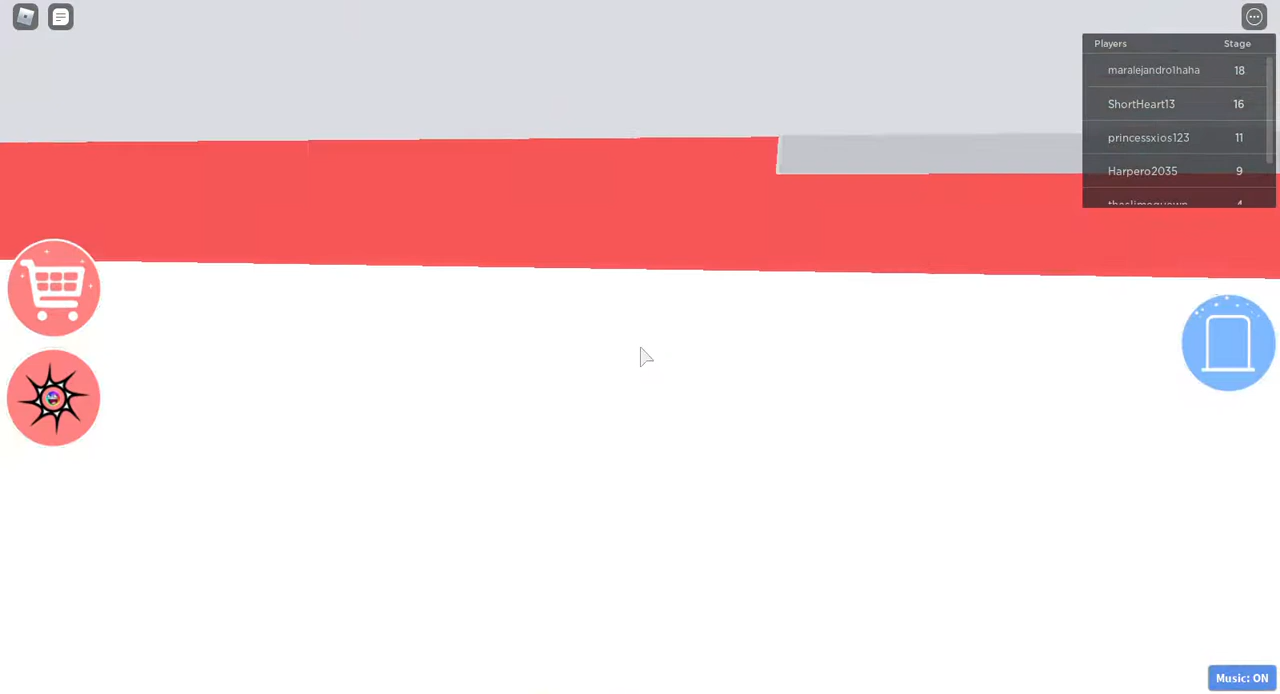 Players Stage
maralejandro1haha 18
ShortHeart13 16
princessxios123 11
Harpero2035 9
Music: ON